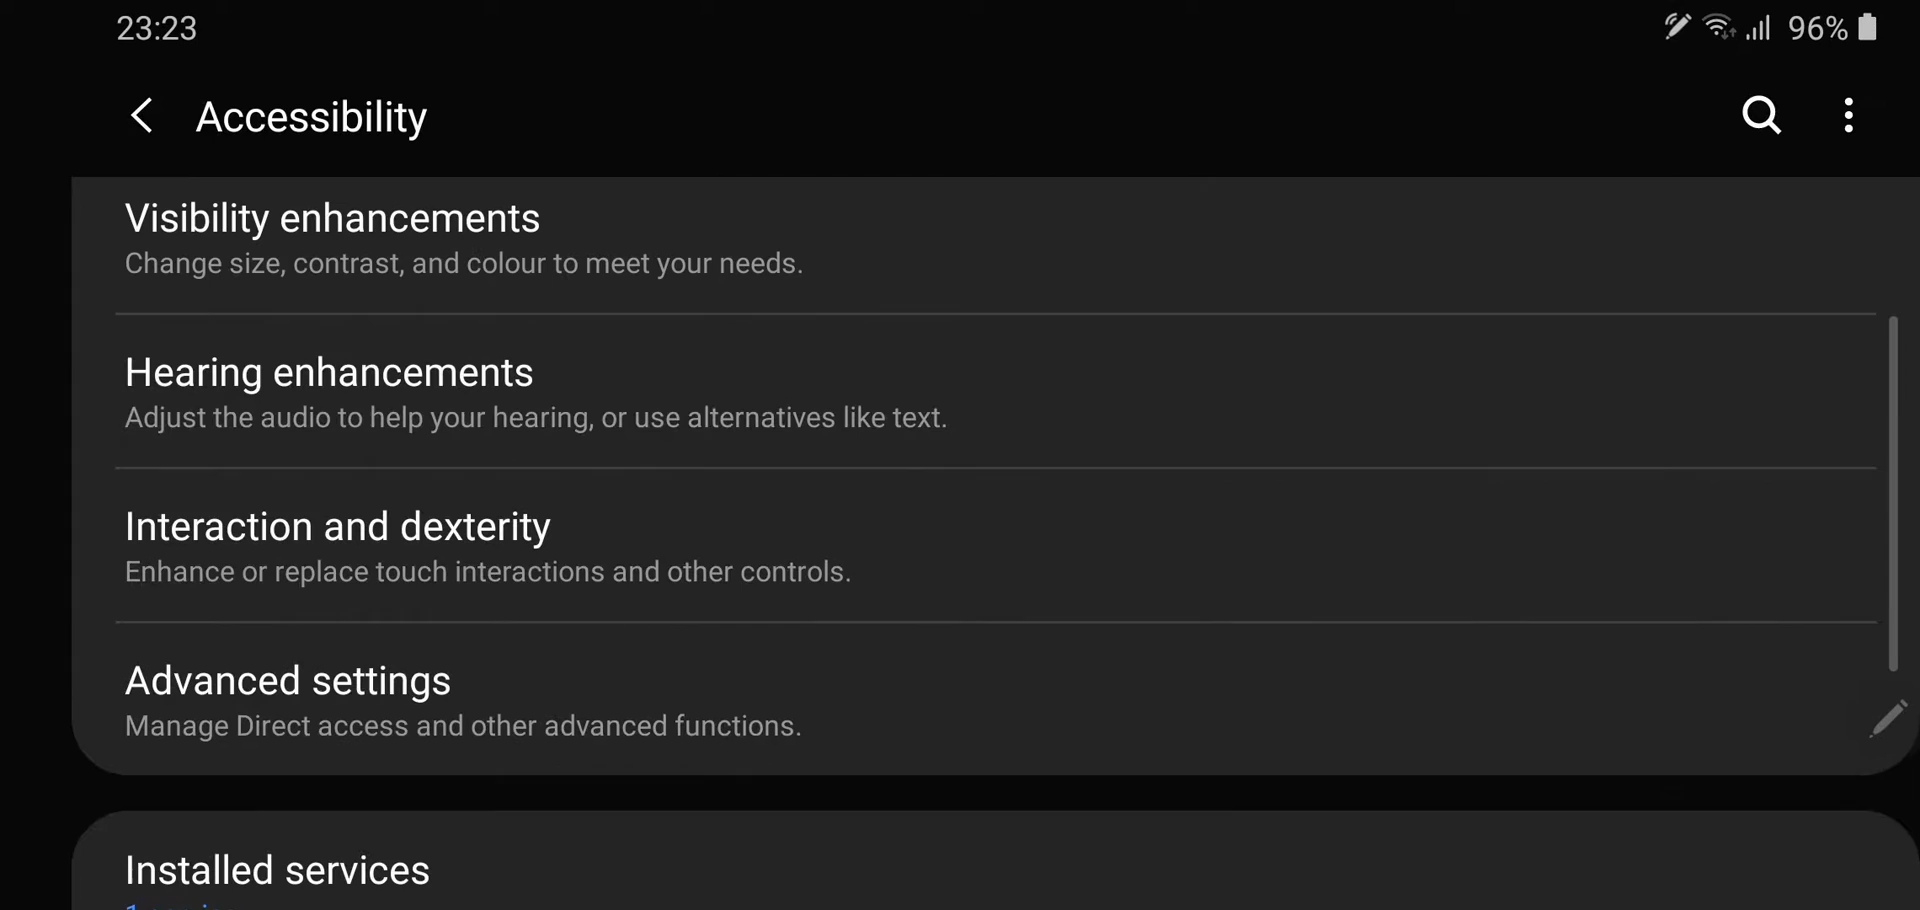 23:23
96%
Accessibility
Visibility enhancements
Change size, contrast, and colour to meet your needs.
Hearing enhancements
Adjust the audio to help your hearing, or use alternatives like text.
Interaction and dexterity
Enhance or replace touch interactions and other controls.
Advanced settings
Manage Direct access and other advanced functions.
Installed services